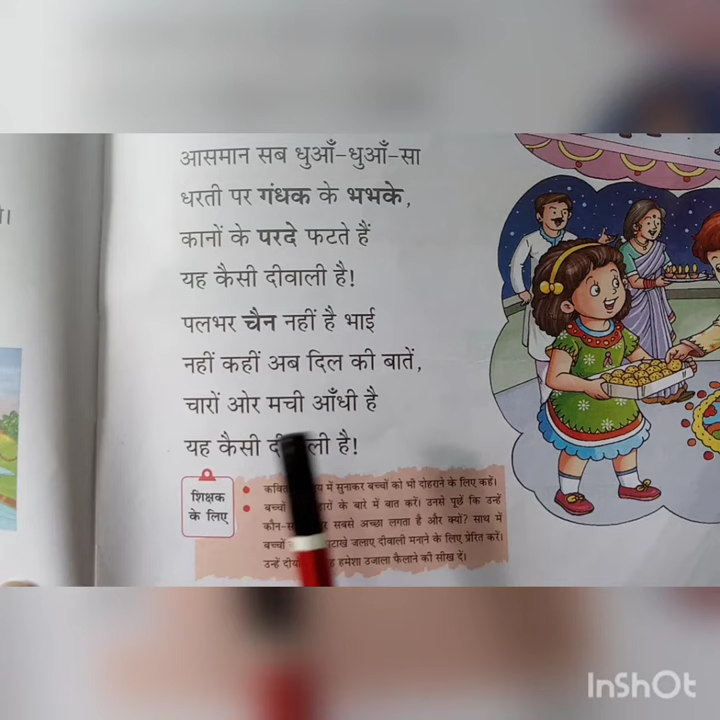 आसमान सब धुआँ-धुआँ-सा
धरती पर गंधक के भभके,
कानों के परदे फटते हैं
यह कैसी दीवाली है!
पलभर चैन नहीं है भाई
नहीं कहीं अब दिल की बातें,
चारों ओर मची आँधी है
यह कैसी ली है!
शिक्षक
के लिए
में सुनाकर बच्चों को भी दोहराने के लिए कहें।
बच्चों के बारे में बात करें। उनसे पूछें कि उन्हें
सबसे अच्छा लगता है और क्यों? साथ में
बच्चों जलाए दीवाली मनाने के लिए प्रेरित करें।
उन्हें हमेशा उजाला फैलाने की सीख दें।
InShOt